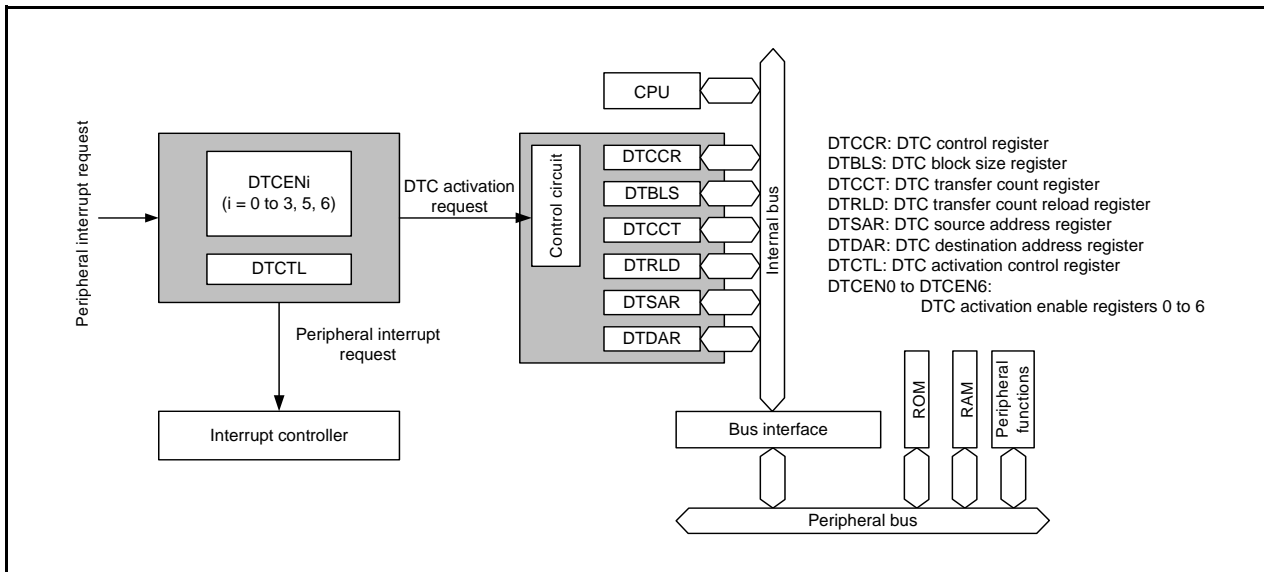 Peripheral interrupt request
DTCENi
(i = 0 to 3, 5, 6)
DTCTL
Peripheral interrupt
request
Interrupt controller
DTC activation
request
Control circuit
CPU
DTCCR
DTBLS
DTCCT
DTRLD
DTSAR
DTDAR
Internal bus
DTCCR: DTC control register
DTBLS: DTC block size register
DTCCT: DTC transfer count register
DTRLD: DTC transfer count reload register
DTSAR: DTC source address register
DTDAR: DTC destination address register
DTCTL: DTC activation control register
DTCEN0 to DTCEN6:
DTC activation enable registers 0 to 6
Bus interface
ROM
RAM
Peripheral
functions
Peripheral bus